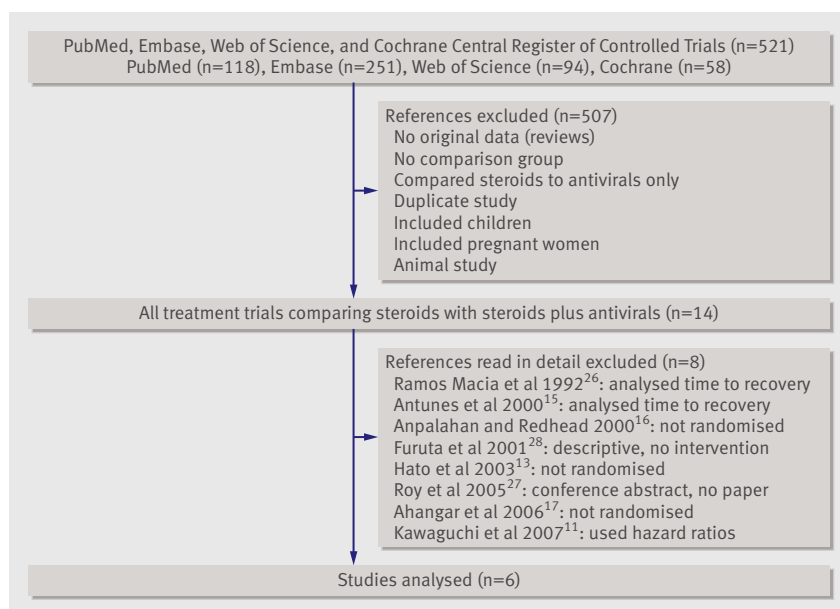 PubMed, Embase, Web of Science, and Cochrane Central Register of Controlled Trials (n=521)
PubMed (n=118), Embase (n=251), Web of Science (n=94), Cochrane (n=58)
References excluded (n=507)
No original data (reviews)
No comparison group
Compared steroids to antivirals only
Duplicate study
Included children
Included pregnant women
Animal study
All treatment trials comparing steroids with steroids plus antivirals (n=14)
References read in detail excluded (n=8)
Ramos Macia et al 1992²⁶: analysed time to recovery
Antunes et al 2000¹⁵: analysed time to recovery
Anpalahan and Redhead 2000¹⁶: not randomised
Furuta et al 2001²⁸: descriptive, no intervention
Hato et al 2003¹³: not randomised
Roy et al 2005²⁷: conference abstract, no paper
Ahangar et al 2006¹⁷: not randomised
Kawaguchi et al 2007¹¹: used hazard ratios
Studies analysed (n=6)